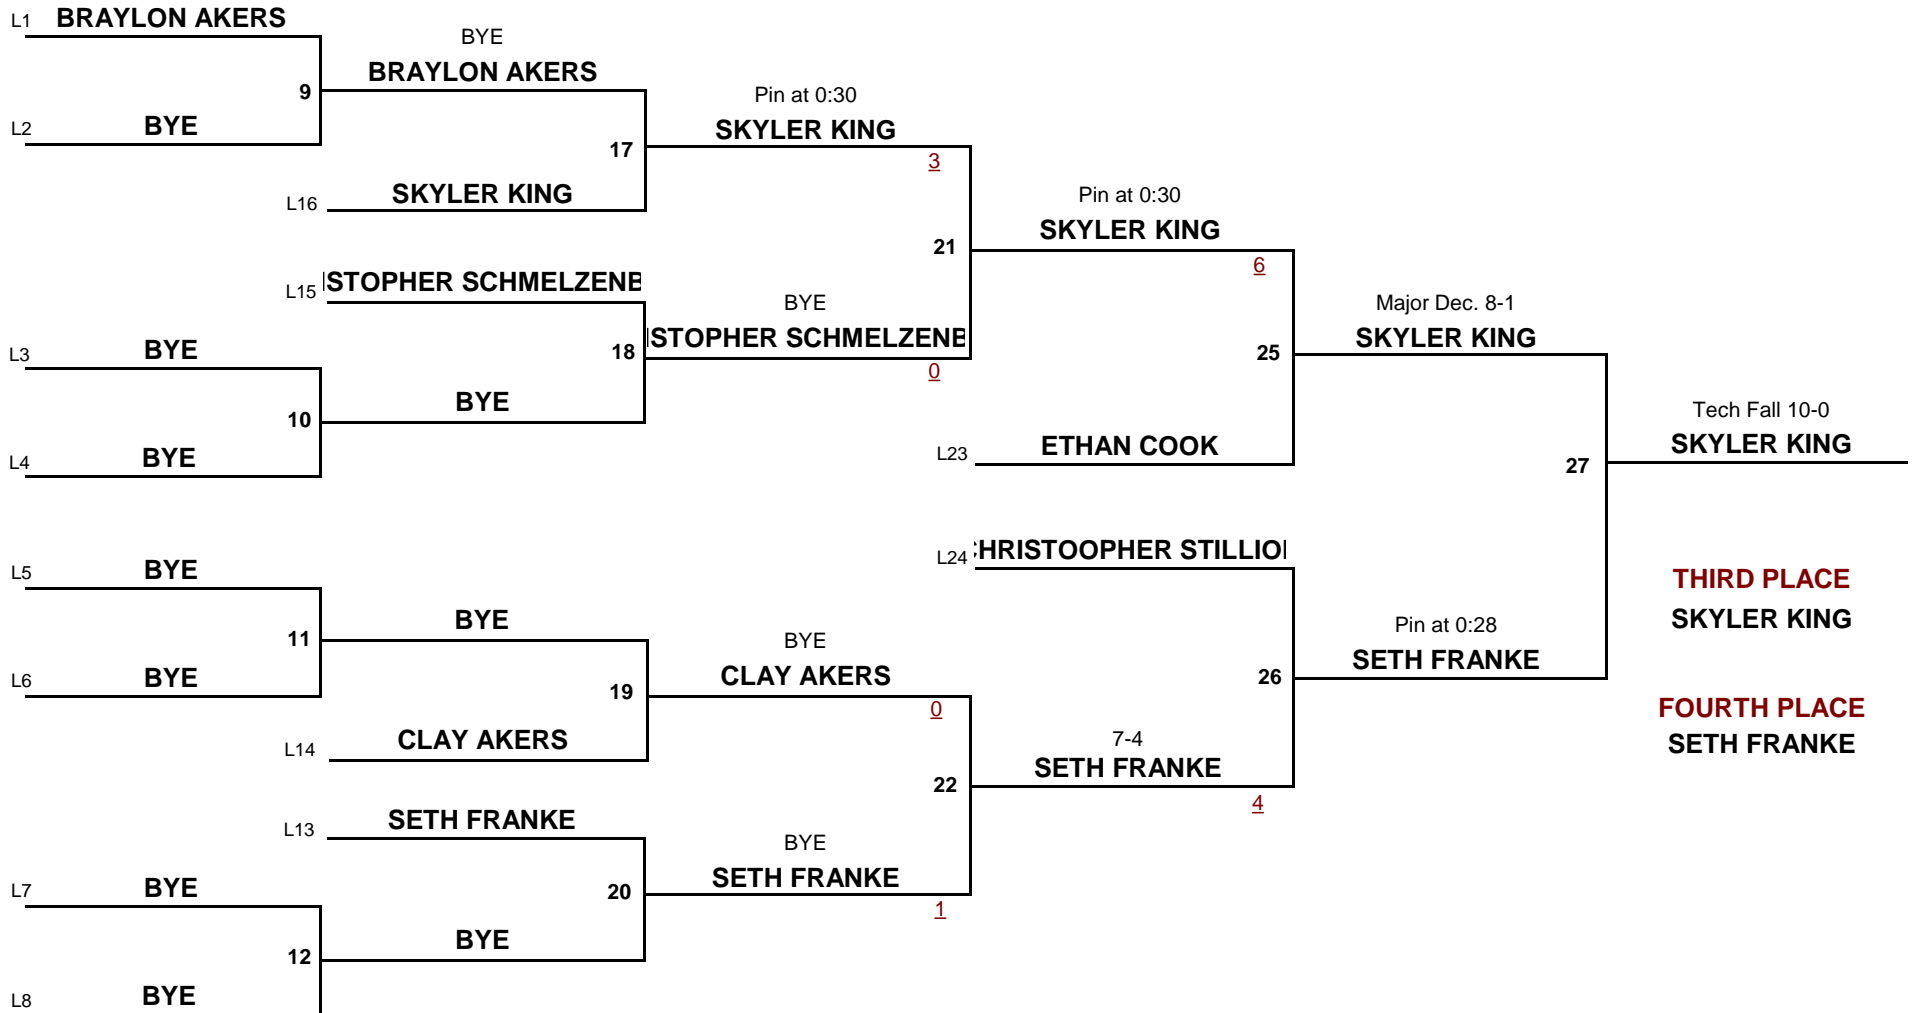 L1 BRAYLON AKERS
BYE
BRAYLON AKERS
9
L2 BYE
Pin at 0:30
SKYLER KING
17
3
L16 SKYLER KING
Pin at 0:30
SKYLER KING
21
6
L15 ISTOPHER SCHMELZENB
BYE
ISTOPHER SCHMELZENB
18
0
L3 BYE
10
BYE
L4 BYE
Major Dec. 8-1
SKYLER KING
25
L23 ETHAN COOK
Tech Fall 10-0
SKYLER KING
27
L24 CHRISTOOPHER STILLIO
L5 BYE
11
BYE
L6 BYE
BYE
CLAY AKERS
19
0
L14 CLAY AKERS
Pin at 0:28
SETH FRANKE
26
THIRD PLACE
SKYLER KING
FOURTH PLACE
SETH FRANKE
7-4
SETH FRANKE
22
4
L13 SETH FRANKE
BYE
SETH FRANKE
20
1
L7 BYE
12
BYE
L8 BYE